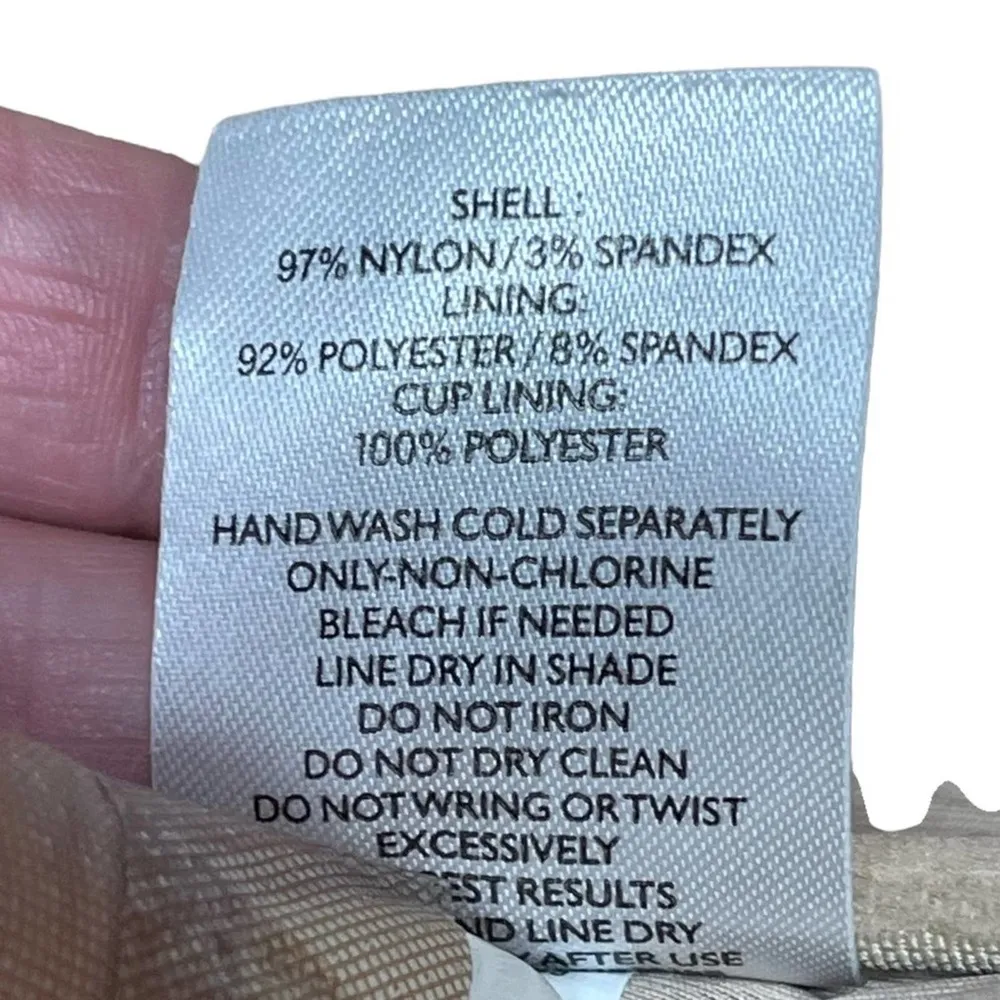 SHELL :
97% NYLON / 3% SPANDEX
LINING:
92% POLYESTER / 8% SPANDEX
CUP LINING:
100% POLYESTER
HAND WASH COLD SEPARATELY
ONLY-NON-CHLORINE
BLEACH IF NEEDED
LINE DRY IN SHADE
DO NOT IRON
DO NOT DRY CLEAN
DO NOT WRING OR TWIST
EXCESSIVELY
RESULTS
LINE DRY
AFTER USE